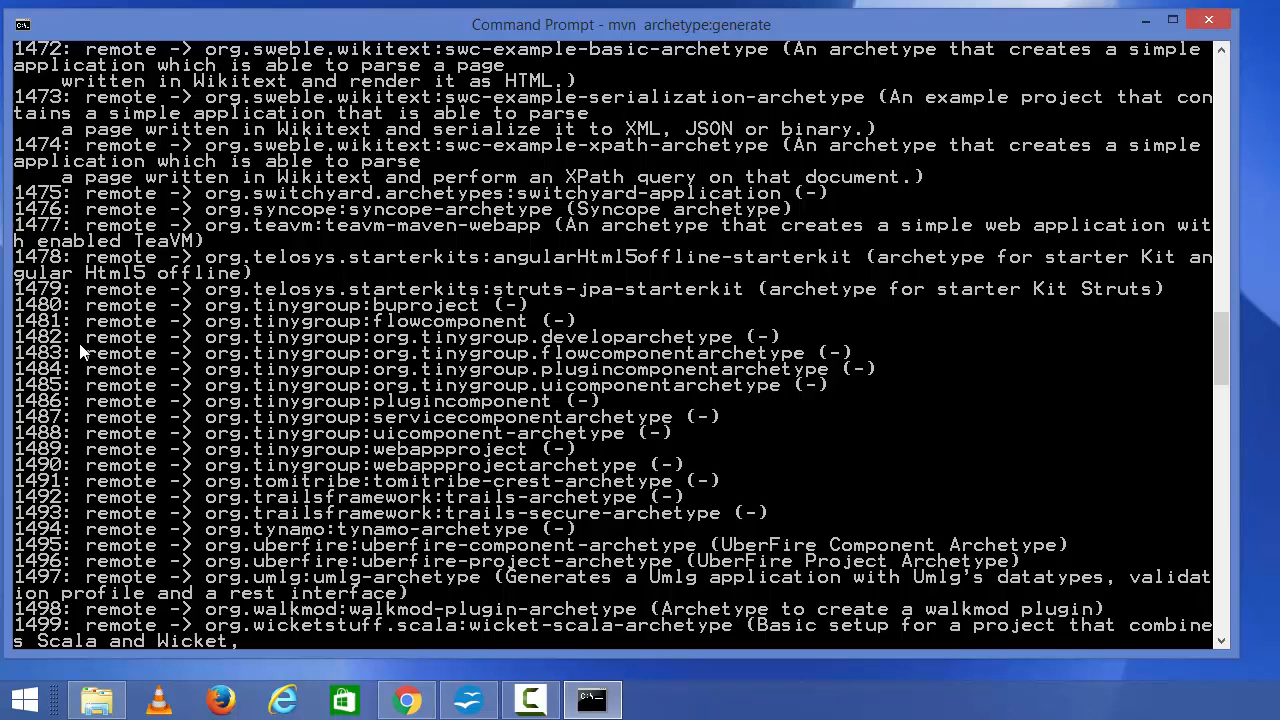 Command Prompt - mvn  archetype:generate
1472: remote -> org.sweble.wikitext:swc-example-basic-archetype (An archetype that creates a simple
application which is able to parse a page
written in Wikitext and render it as HTML.)
1473: remote -> org.sweble.wikitext:swc-example-serialization-archetype (An example project that con
tains a simple application that is able to parse
a page written in Wikitext and serialize it to XML, JSON or binary.)
1474: remote -> org.sweble.wikitext:swc-example-xpath-archetype (An archetype that creates a simple
application which is able to parse
a page written in Wikitext and perform an XPath query on that document.)
1475: remote -> org.switchyard.archetypes:switchyard-application (-)
1476: remote -> org.syncope:syncope-archetype (Syncope archetype)
1477: remote -> org.teavm:teavm-maven-webapp (An archetype that creates a simple web application wit
h enabled TeaVM)
1478: remote -> org.telosys.starterkits:angularHtml5offline-starterkit (archetype for starter Kit an
gular Html5 offline)
1479: remote -> org.telosys.starterkits:struts-jpa-starterkit (archetype for starter Kit Struts)
1480: remote -> org.tinygroup:buproject (-)
1481: remote -> org.tinygroup:flowcomponent (-)
1482: remote -> org.tinygroup:org.tinygroup.developarchetype (-)
1483: remote -> org.tinygroup:org.tinygroup.flowcomponentarchetype (-)
1484: remote -> org.tinygroup:org.tinygroup.plugincomponentarchetype (-)
1485: remote -> org.tinygroup:org.tinygroup.uicomponentarchetype (-)
1486: remote -> org.tinygroup:plugincomponent (-)
1487: remote -> org.tinygroup:servicecomponentarchetype (-)
1488: remote -> org.tinygroup:uicomponent-archetype (-)
1489: remote -> org.tinygroup:webappproject (-)
1490: remote -> org.tinygroup:webappprojectarchetype (-)
1491: remote -> org.tomitribe:tomitribe-crest-archetype (-)
1492: remote -> org.trailsframework:trails-archetype (-)
1493: remote -> org.trailsframework:trails-secure-archetype (-)
1494: remote -> org.tynamo:tynamo-archetype (-)
1495: remote -> org.uberfire:uberfire-component-archetype (UberFire Component Archetype)
1496: remote -> org.uberfire:uberfire-project-archetype (UberFire Project Archetype)
1497: remote -> org.umlg:umlg-archetype (Generates a Umlg application with Umlg's datatypes, validat
ion profile and a rest interface)
1498: remote -> org.walkmod:walkmod-plugin-archetype (Archetype to create a walkmod plugin)
1499: remote -> org.wicketstuff.scala:wicket-scala-archetype (Basic setup for a project that combine
s Scala and Wicket,